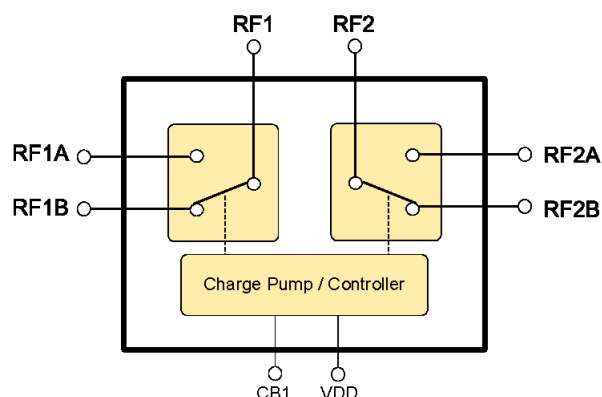 RF1 RF2
RF1A
RF2A
RF1B
RF2B
Charge Pump / Controller
CB1 VDD